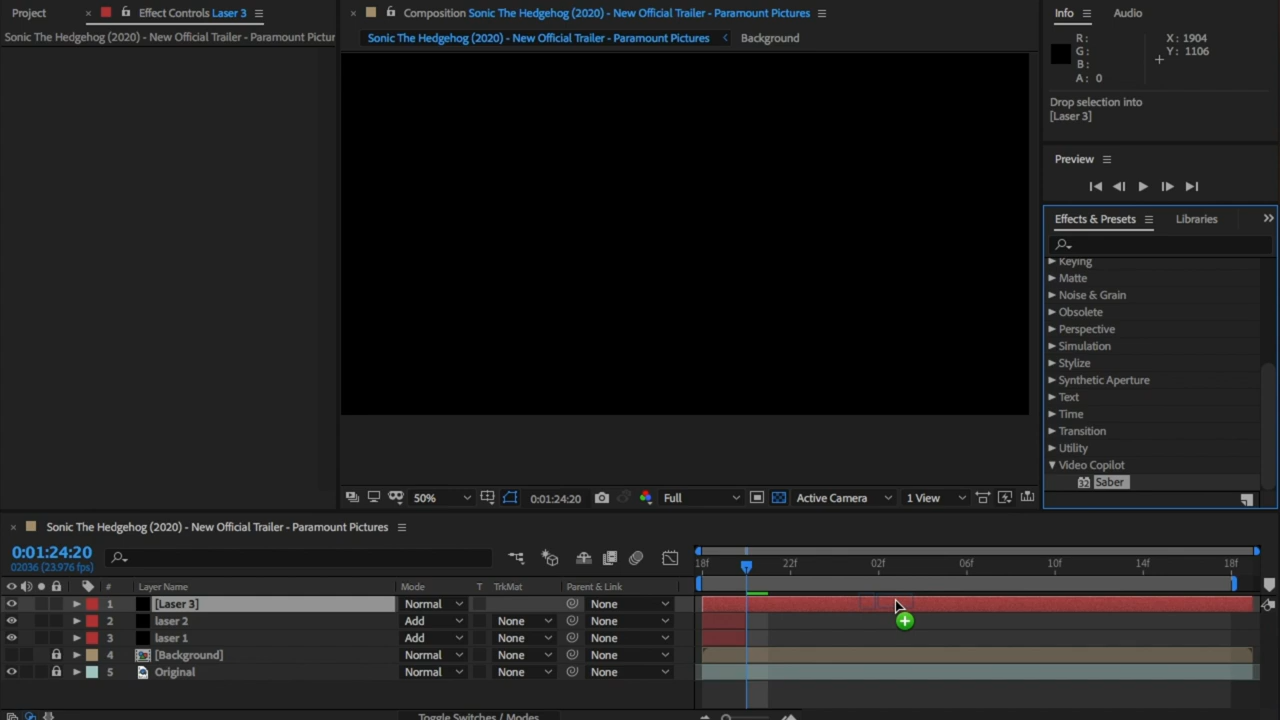 Project
Effect Controls Laser 3
Sonic The Hedgehog (2020) - New Official Trailer - Paramount Pictur
Composition Sonic The Hedgehog (2020) - New Official Trailer - Paramount Pictures
Sonic The Hedgehog (2020) - New Official Trailer - Paramount Pictures
Background
Info
Audio
R:
G:
B:
A: 0
X: 1904
Y: 1106
Drop selection into
[Laser 3]
Preview
Effects & Presets
Libraries
Keying
Matte
Noise & Grain
Obsolete
Perspective
Simulation
Stylize
Synthetic Aperture
Text
Time
Transition
Utility
Video Copilot
Saber
50%
0:01:24:20
Full
Active Camera
1 View
Sonic The Hedgehog (2020) - New Official Trailer - Paramount Pictures
0:01:24:20
02036 (23.976 fps)
18f 22f 02f 06f 10f 14f 18f
# Layer Name Mode T TrkMat Parent & Link
1 [Laser 3] Normal None
2 laser 2 Add None None
3 laser 1 Add None None
4 [Background] Normal None None
5 Original Normal None None
Toggle Switches / Modes